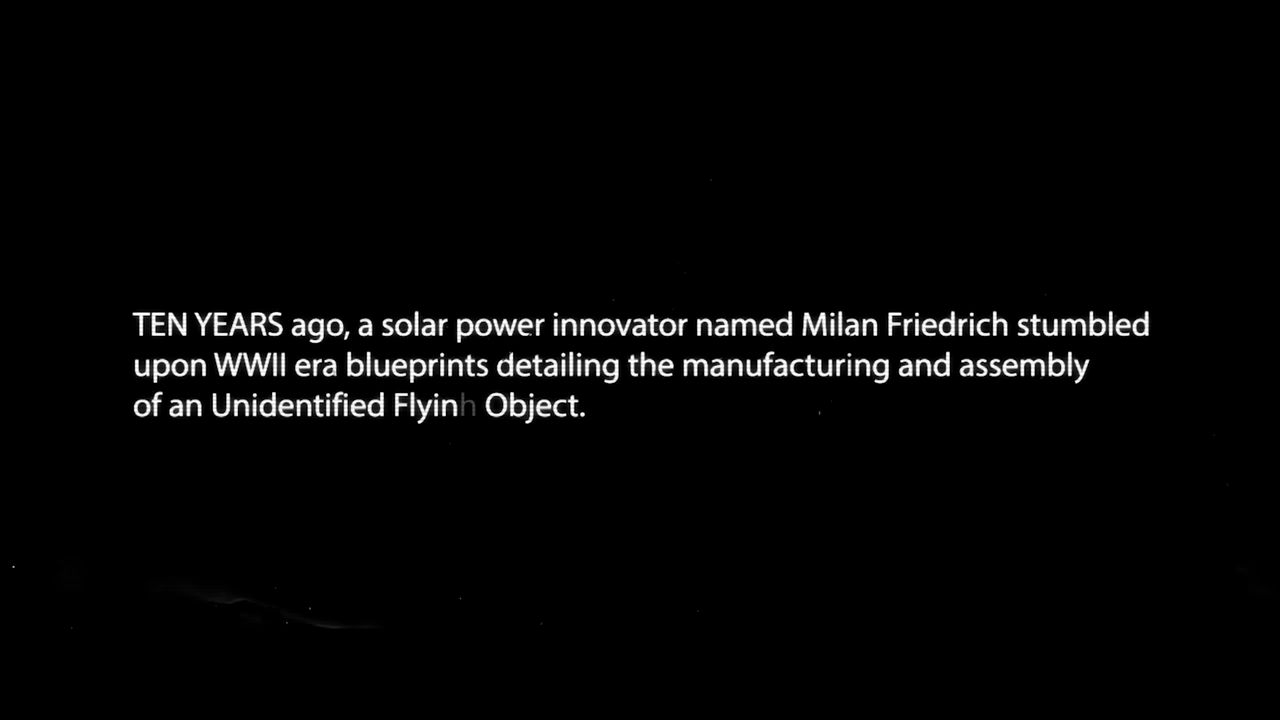 TEN YEARS ago, a solar power innovator named Milan Friedrich stumbled
upon WWII era blueprints detailing the manufacturing and assembly
of an Unidentified Flyinh Object.